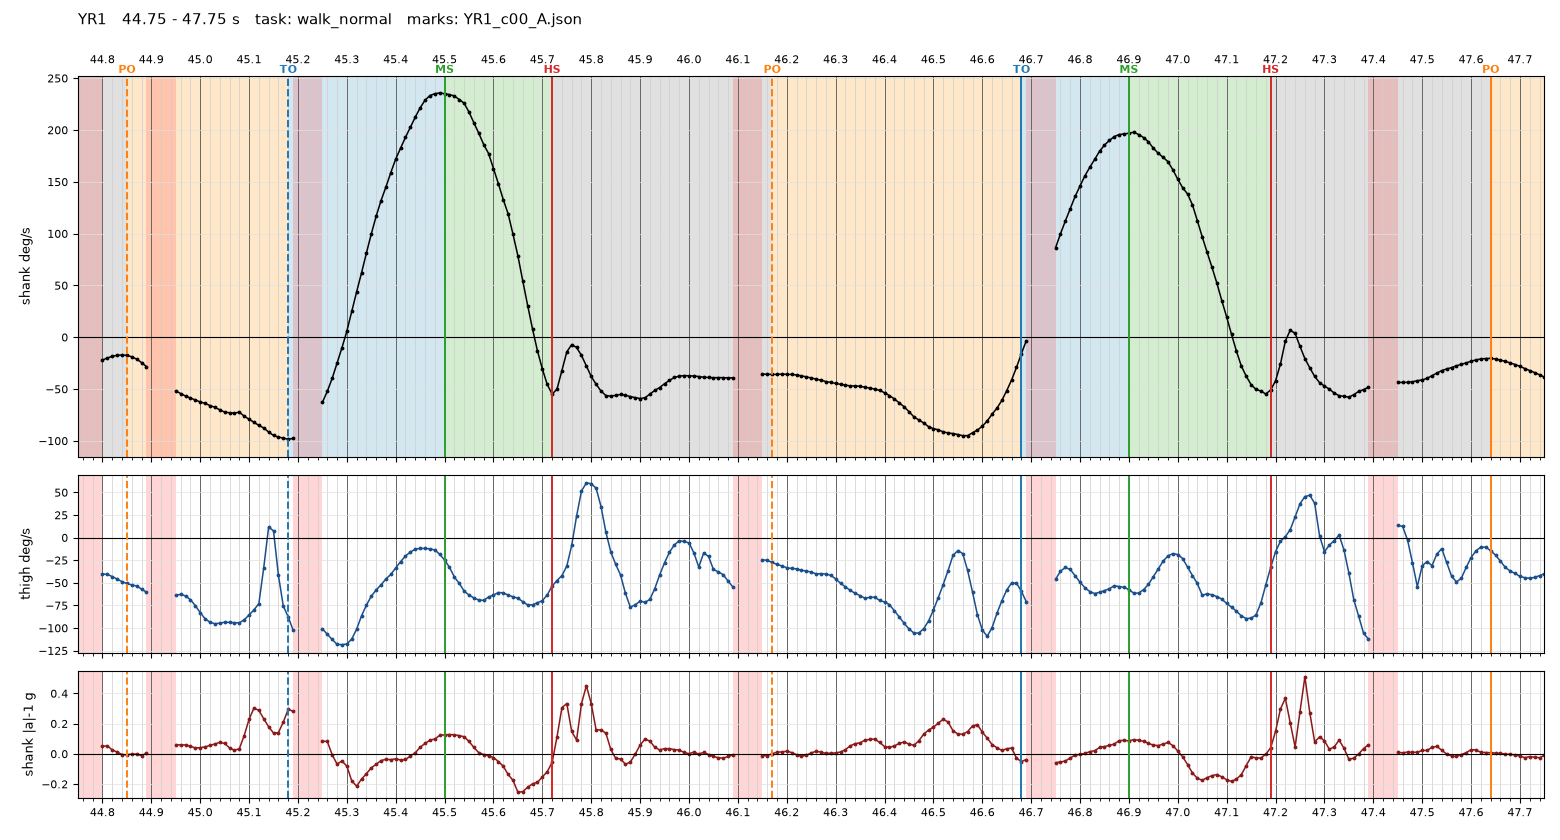 YR1 44.75 - 47.75 s task: walk_normal marks: YR1_c00_A.json
44.8 44.9 45.0 45.1 45.2 45.3 45.4 45.5 45.6 45.7 45.8 45.9 46.0 46.1 46.2 46.3 46.4 46.5 46.6 46.7 46.8 46.9 47.0 47.1 47.2 47.3 47.4 47.5 47.6 47.7
PO TO MS HS PO TO MS HS PO
250
200
150
100
50
0
−50
−100
shank deg/s
50
25
0
−25
−50
−75
−100
−125
thigh deg/s
0.4
0.2
0.0
−0.2
shank |a|-1 g
44.8 44.9 45.0 45.1 45.2 45.3 45.4 45.5 45.6 45.7 45.8 45.9 46.0 46.1 46.2 46.3 46.4 46.5 46.6 46.7 46.8 46.9 47.0 47.1 47.2 47.3 47.4 47.5 47.6 47.7